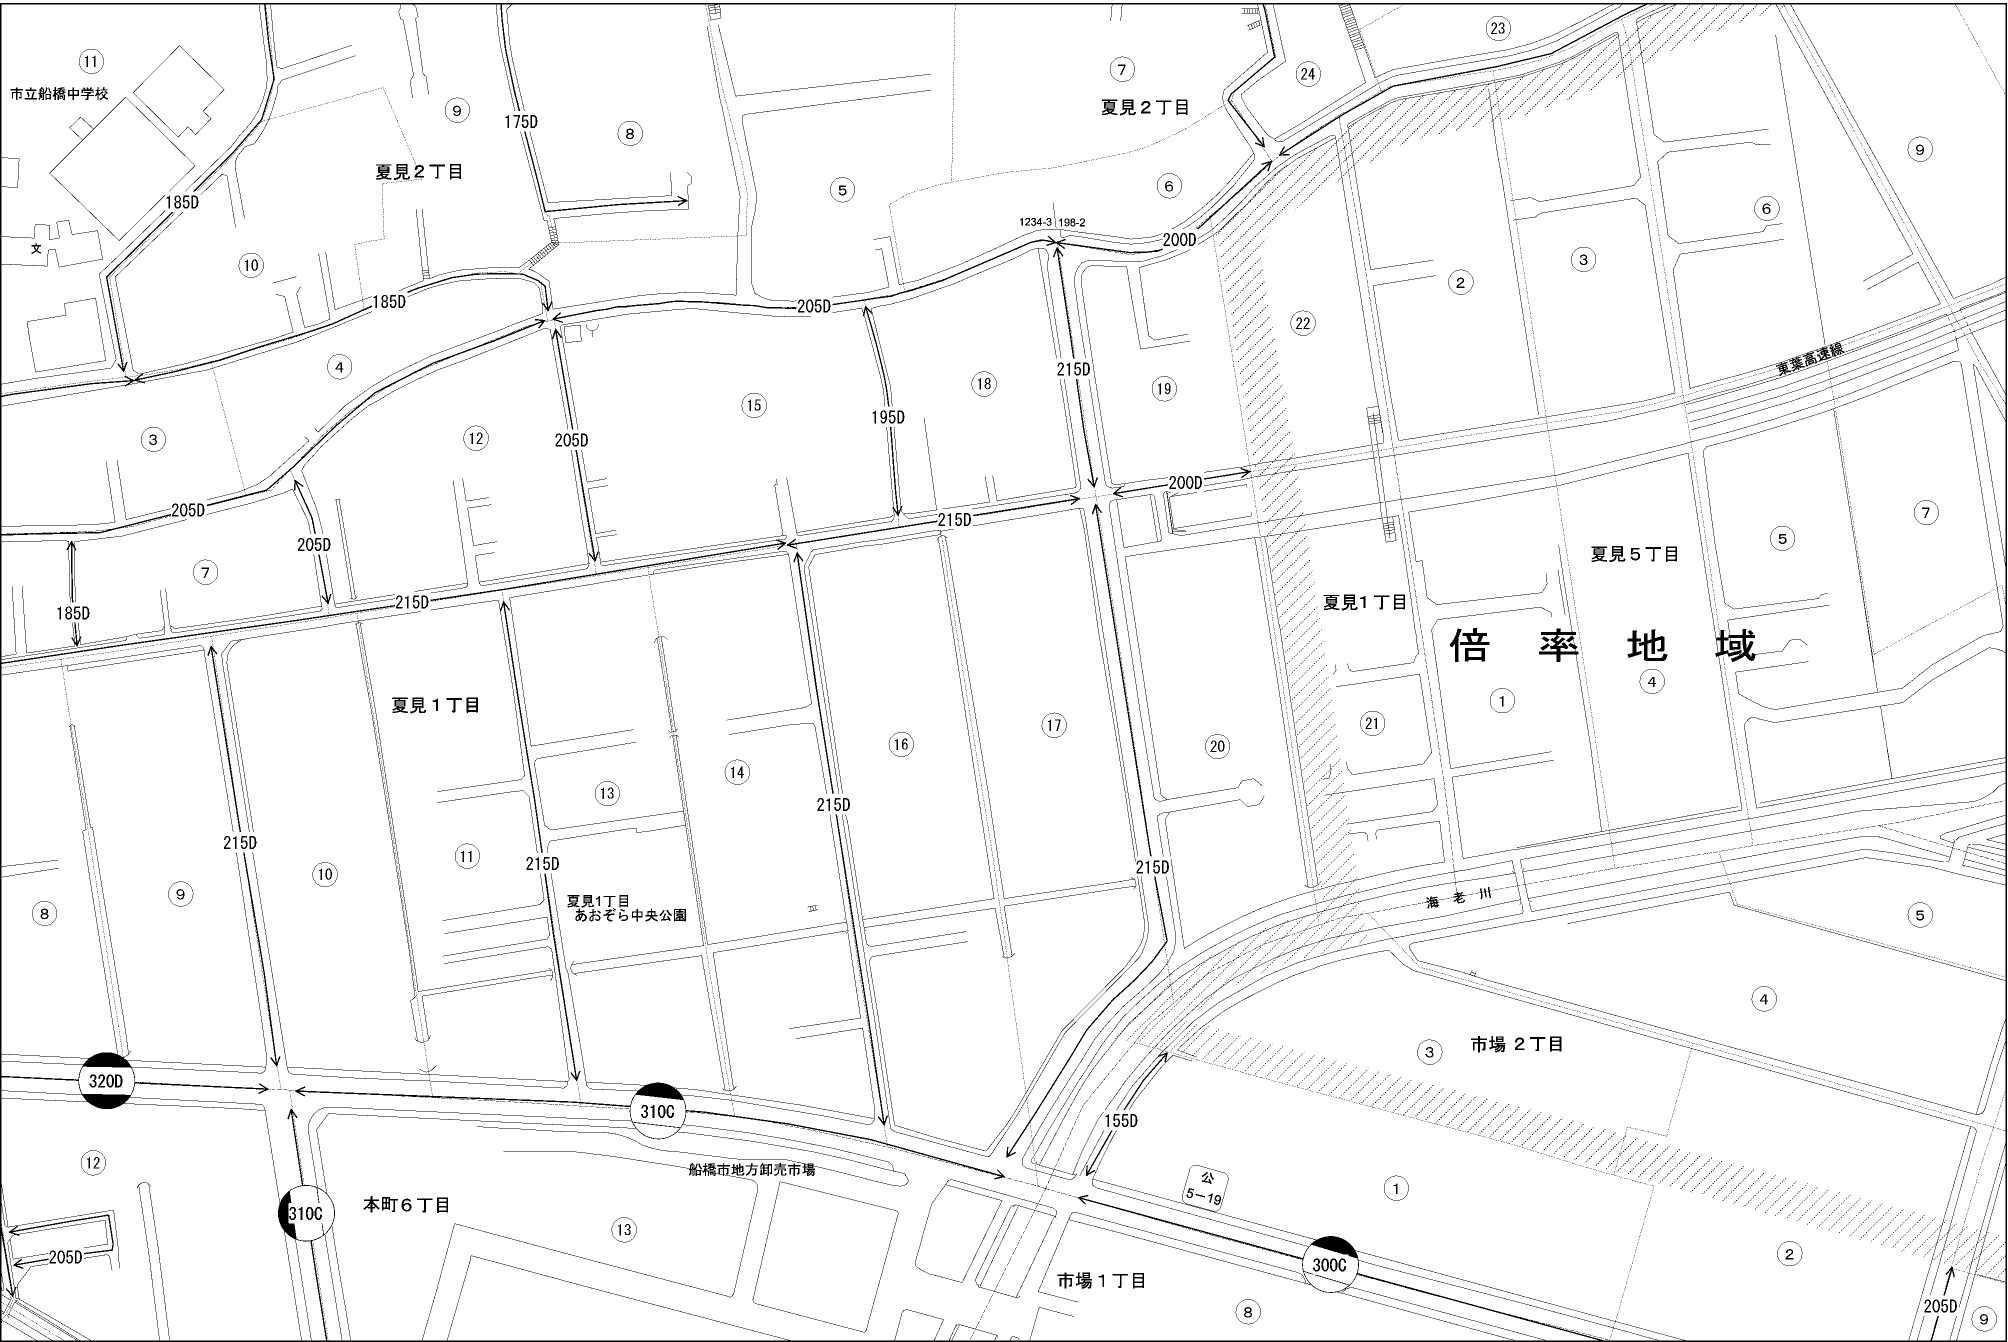 ⑪
市立船橋中学校
⑨
175D
⑧
⑦
夏見２丁目
㉓
㉔
⑨
夏見２丁目
⑤
⑥
185D
1234-3 198-2
200D
⑥
文
⑩
185D
205D
③
②
㉒
④
⑱
215D
⑲
東葉高速線
③
⑫
205D
⑮
195D
205D
205D
215D
200D
⑦
⑤
夏見５丁目
⑦
185D
215D
夏見１丁目
倍率地域
④
①
夏見１丁目
㉑
⑰
⑯
⑳
⑭
⑬
215D
215D
⑪
215D
215D
⑩
⑨
⑧
夏見1丁目
あおぞら中央公園
海老川
⑤
④
③
市場２丁目
320D
310C
155D
⑫
船橋市地方卸売市場
公
5－19
①
310C
本町６丁目
⑬
205D
市場１丁目
300C
②
⑧
205D
⑨